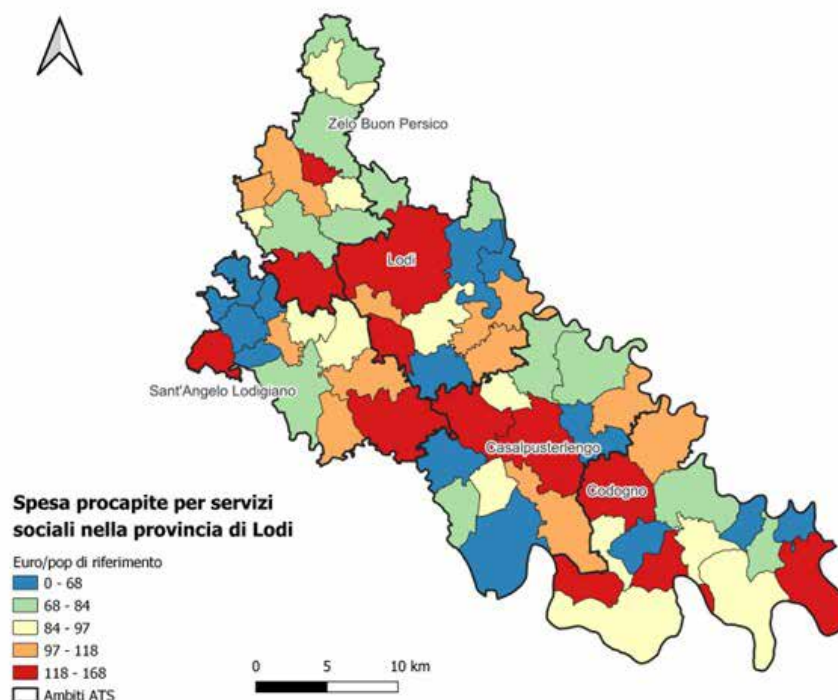 Zelo Buon Persico
Lodi
Sant'Angelo Lodigiano
Casalpusterlengo
Codogno
Spesa procapite per servizi
sociali nella provincia di Lodi
Euro/pop di riferimento
0 - 68
68 - 84
84 - 97
97 - 118
118 - 168
Ambiti ATS
0 5 10 km